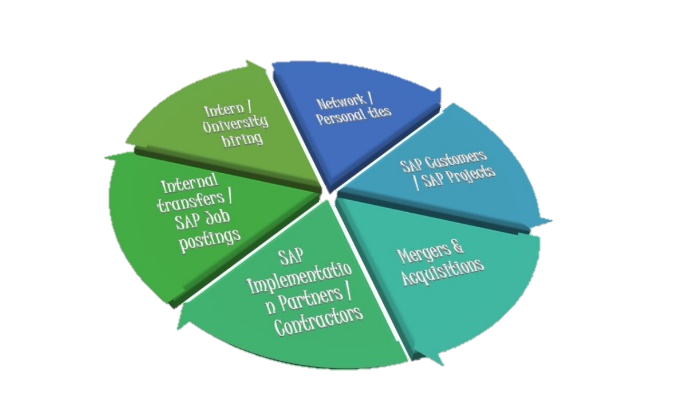 Network /
Personal ties
SAP Customers
/ SAP Projects
Mergers &
Acquisitions
SAP
Implementatio
n Partners /
Contractors
Internal
transfers /
SAP Job
postings
Intern /
University
hiring